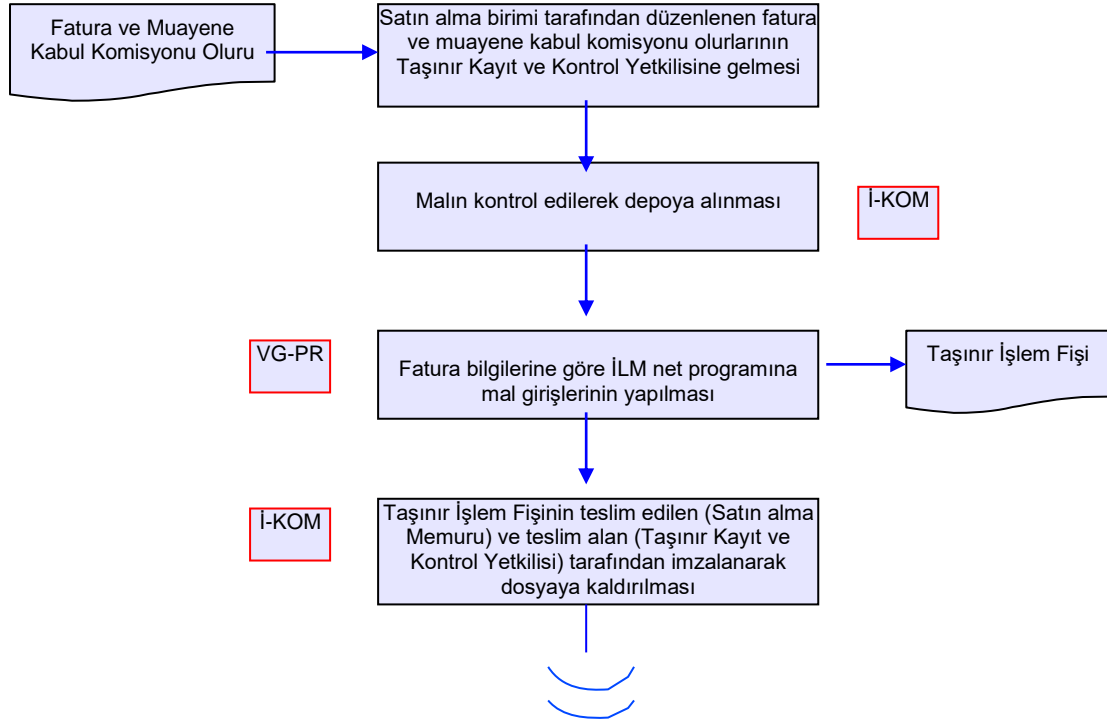 Fatura ve Muayene
Kabul Komisyonu Oluru
Satın alma birimi tarafından düzenlenen fatura
ve muayene kabul komisyonu olurlarının
Taşınır Kayıt ve Kontrol Yetkilisine gelmesi
Malın kontrol edilerek depoya alınması
İ-KOM
VG-PR
Fatura bilgilerine göre İLM net programına
mal girişlerinin yapılması
Taşınır İşlem Fişi
İ-KOM
Taşınır İşlem Fişinin teslim edilen (Satın alma
Memuru) ve teslim alan (Taşınır Kayıt ve
Kontrol Yetkilisi) tarafından imzalanarak
dosyaya kaldırılması